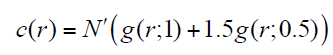 c(r) = N′(g(r;1) + 1.5g(r;0.5))